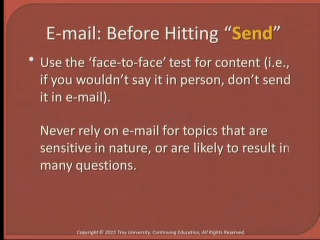 E-mail: Before Hitting “Send”
• Use the ‘face-to-face’ test for content (i.e.,
if you wouldn’t say it in person, don’t send
it in e-mail).
Never rely on e-mail for topics that are
sensitive in nature, or are likely to result in
many questions.
Copyright © 2015 Troy University, Continuing Education, All Rights Reserved.